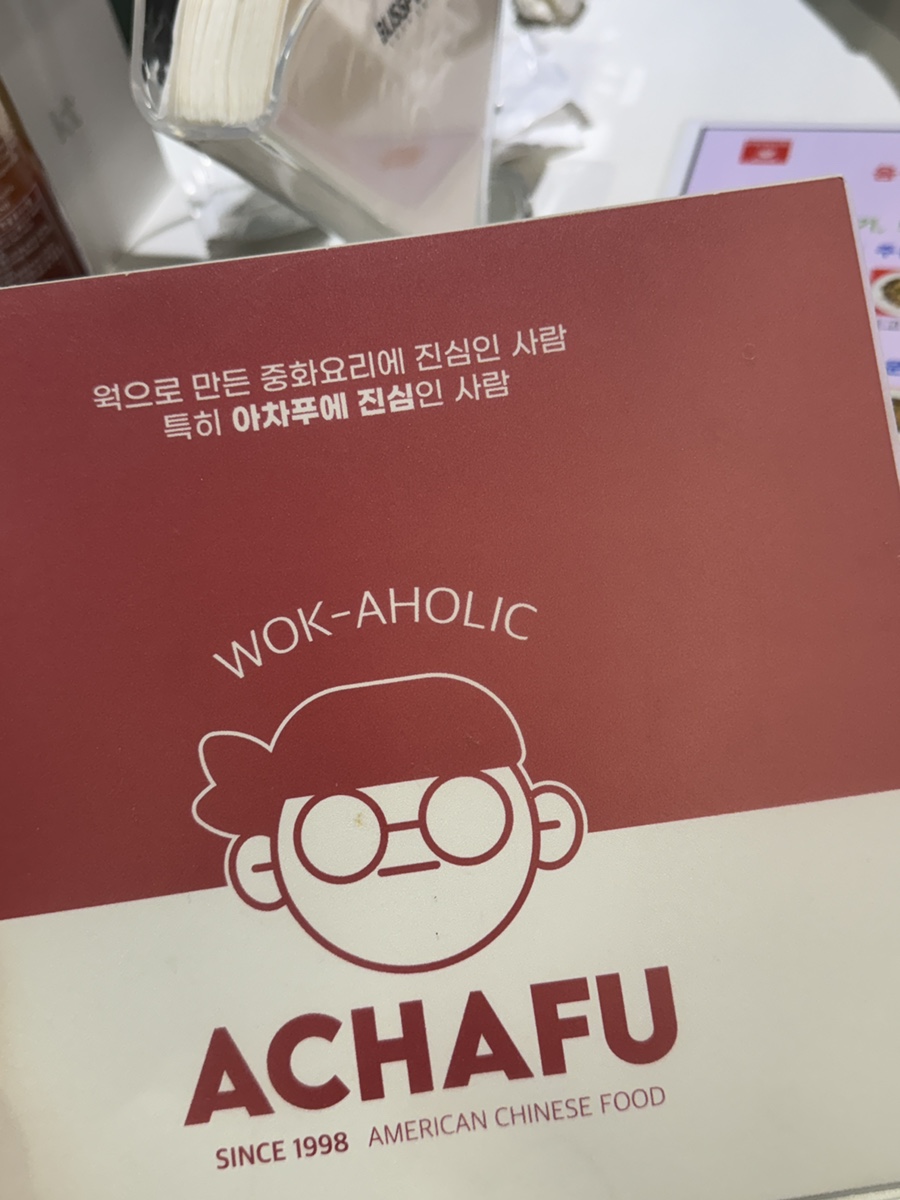 웍으로 만든 중화요리에 진심인 사람
특히 아차푸에 진심인 사람
WOK-AHOLIC
ACHAFU
SINCE 1998 AMERICAN CHINESE FOOD